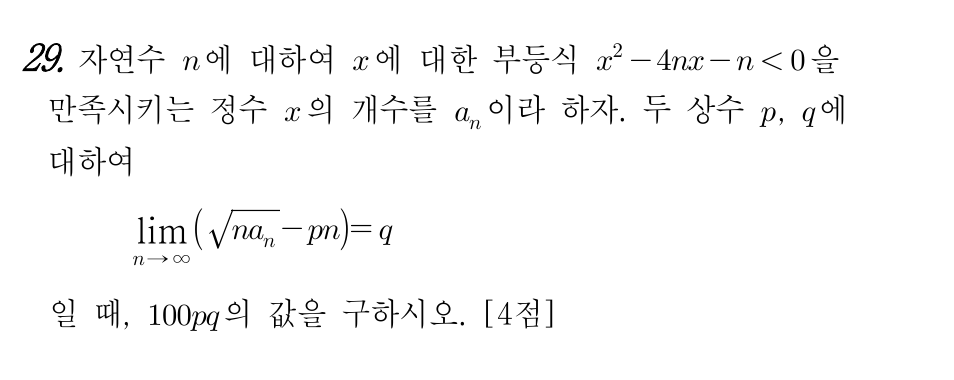 29. 자연수 n에 대하여 x에 대한 부등식 x² − 4nx − n < 0을
만족시키는 정수 x의 개수를 aₙ이라 하자. 두 상수 p, q에
대하여
lim_{n→∞} (√(naₙ) − pn) = q
일 때, 100pq의 값을 구하시오. [4점]